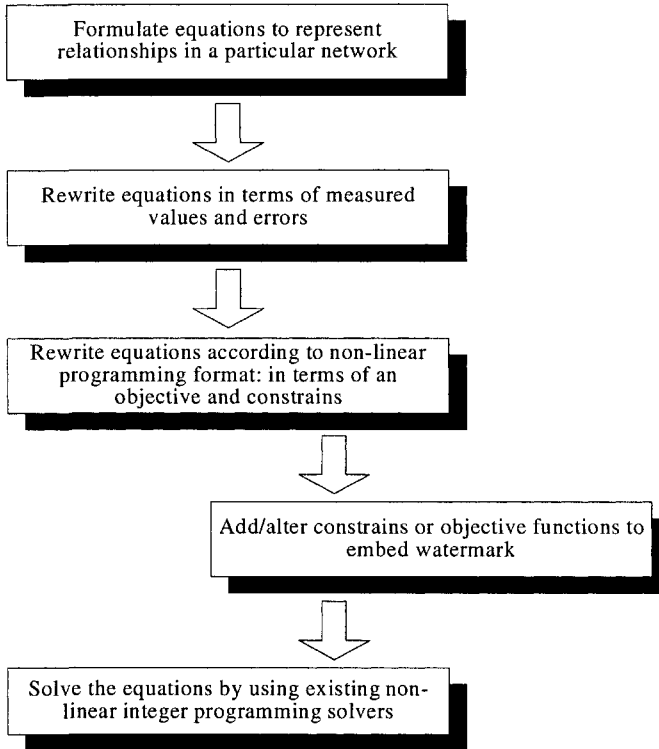 Formulate equations to represent
relationships in a particular network
Rewrite equations in terms of measured
values and errors
Rewrite equations according to non-linear
programming format: in terms of an
objective and constrains
Add/alter constrains or objective functions to
embed watermark
Solve the equations by using existing non-
linear integer programming solvers